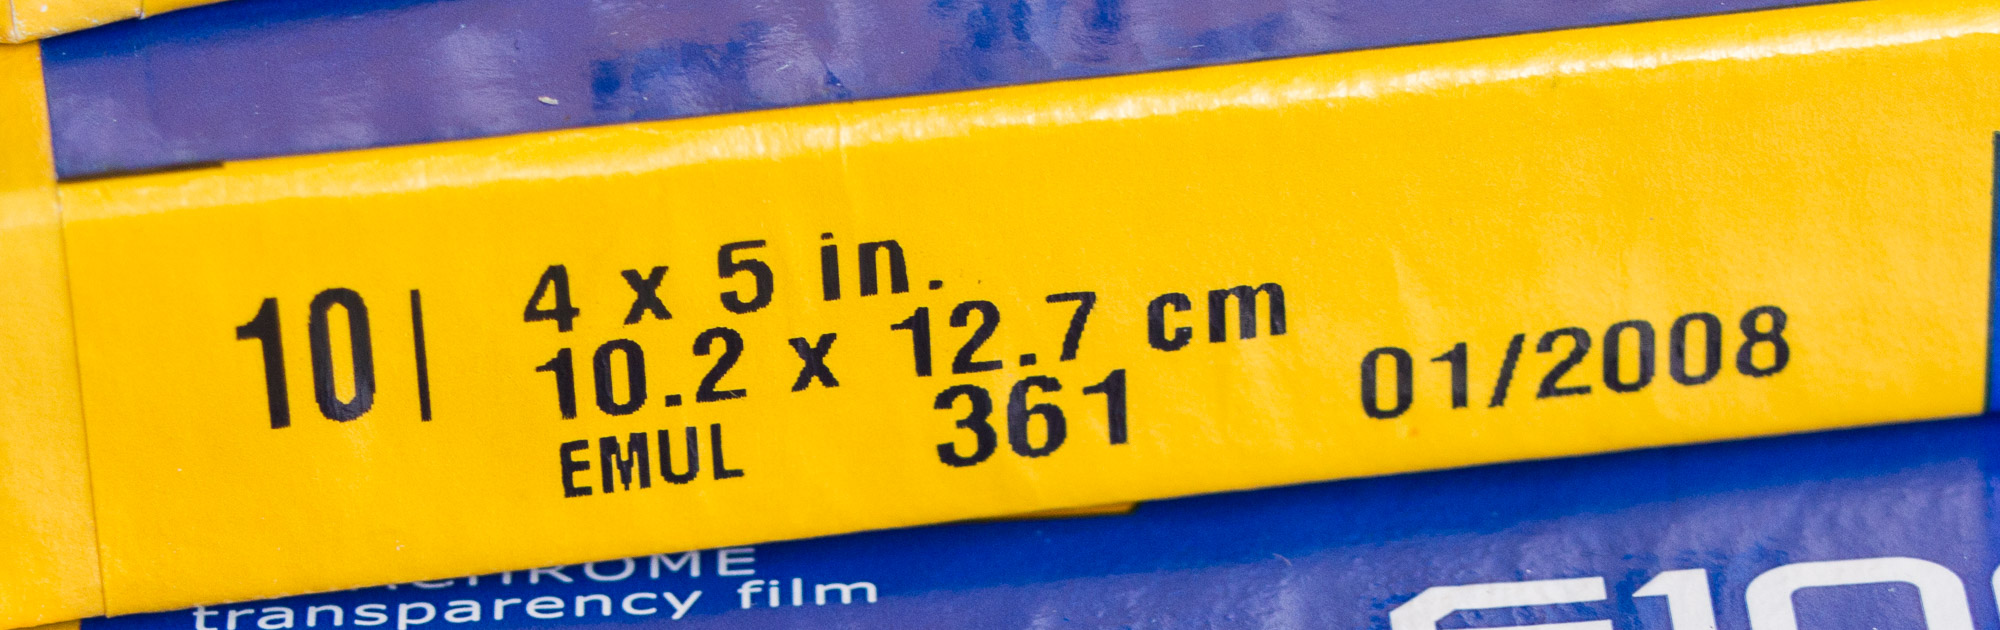 10 | 4 x 5 in.
10.2 x 12.7 cm
EMUL 361 01/2008
transparency film